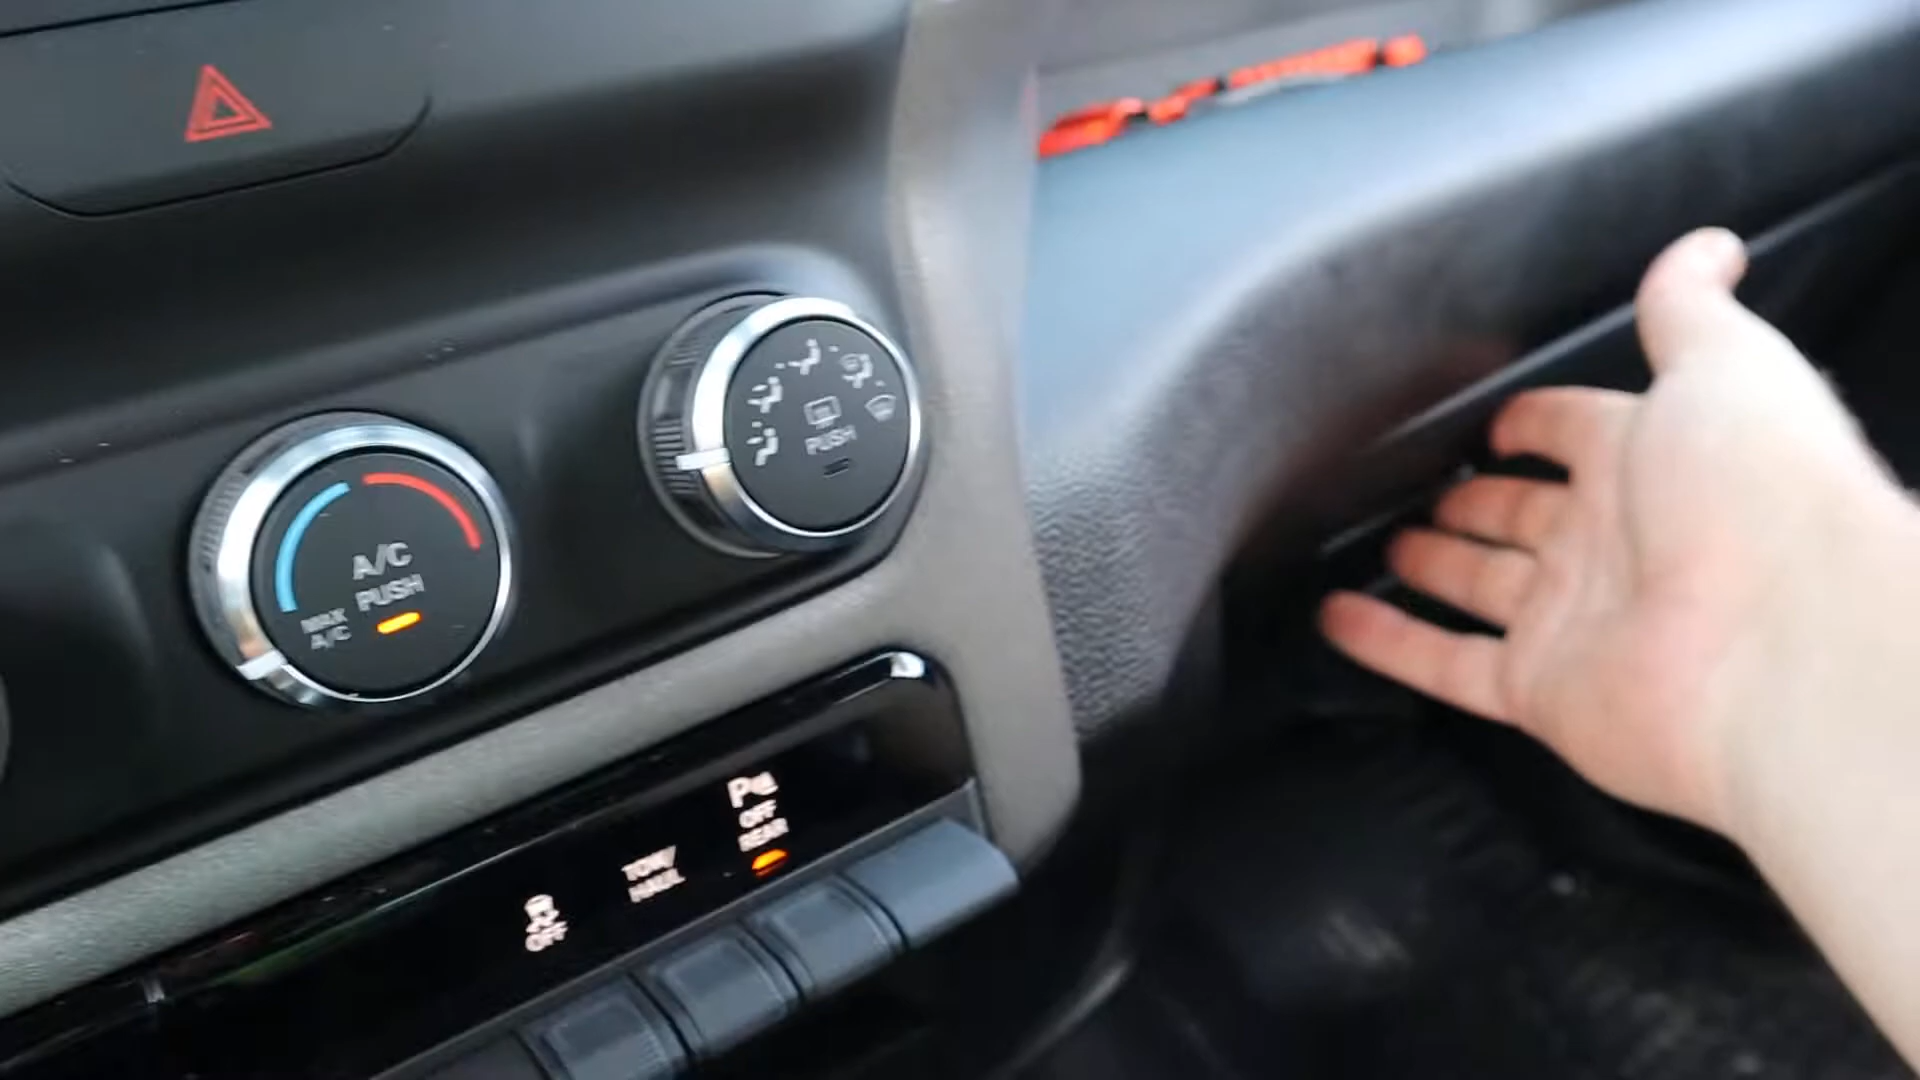 PUSH
A/C
PUSH
MAX
A/C
P
OFF
REAR
TOW/
HAUL
OFF